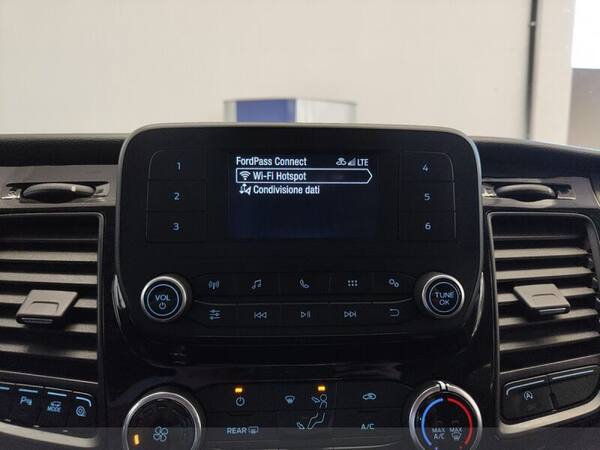 FordPass Connect LTE
Wi-Fi Hotspot
Condivisione dati
1
2
3
4
5
6
VOL
TUNE
OK
MODE
REAR
MAX
A/C
A/C
MAX
A